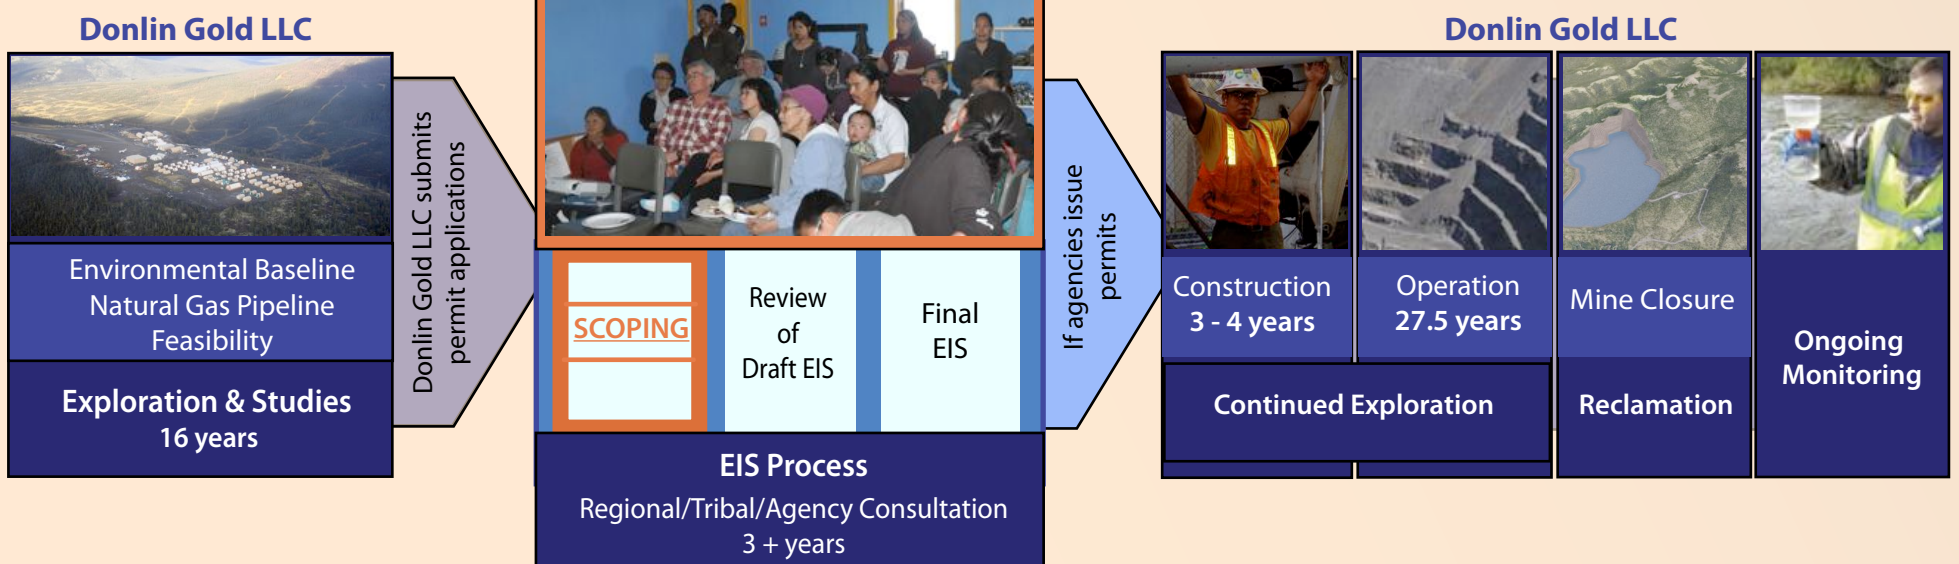 Donlin Gold LLC
Environmental Baseline
Natural Gas Pipeline
Feasibility
Exploration & Studies
16 years
Donlin Gold LLC submits
permit applications
SCOPING
Review
of
Draft EIS
Final
EIS
EIS Process
Regional/Tribal/Agency Consultation
3 + years
If agencies issue
permits
Donlin Gold LLC
Construction
3 - 4 years
Operation
27.5 years
Continued Exploration
Mine Closure
Reclamation
Ongoing
Monitoring